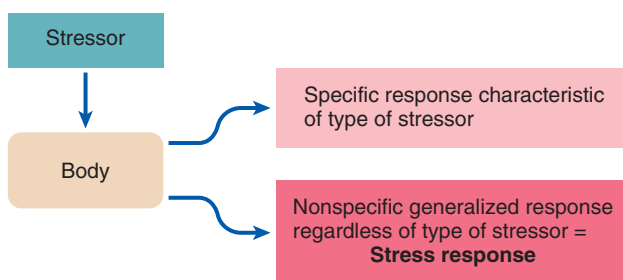 Stressor
Body
Specific response characteristic
of type of stressor
Nonspecific generalized response
regardless of type of stressor =
Stress response